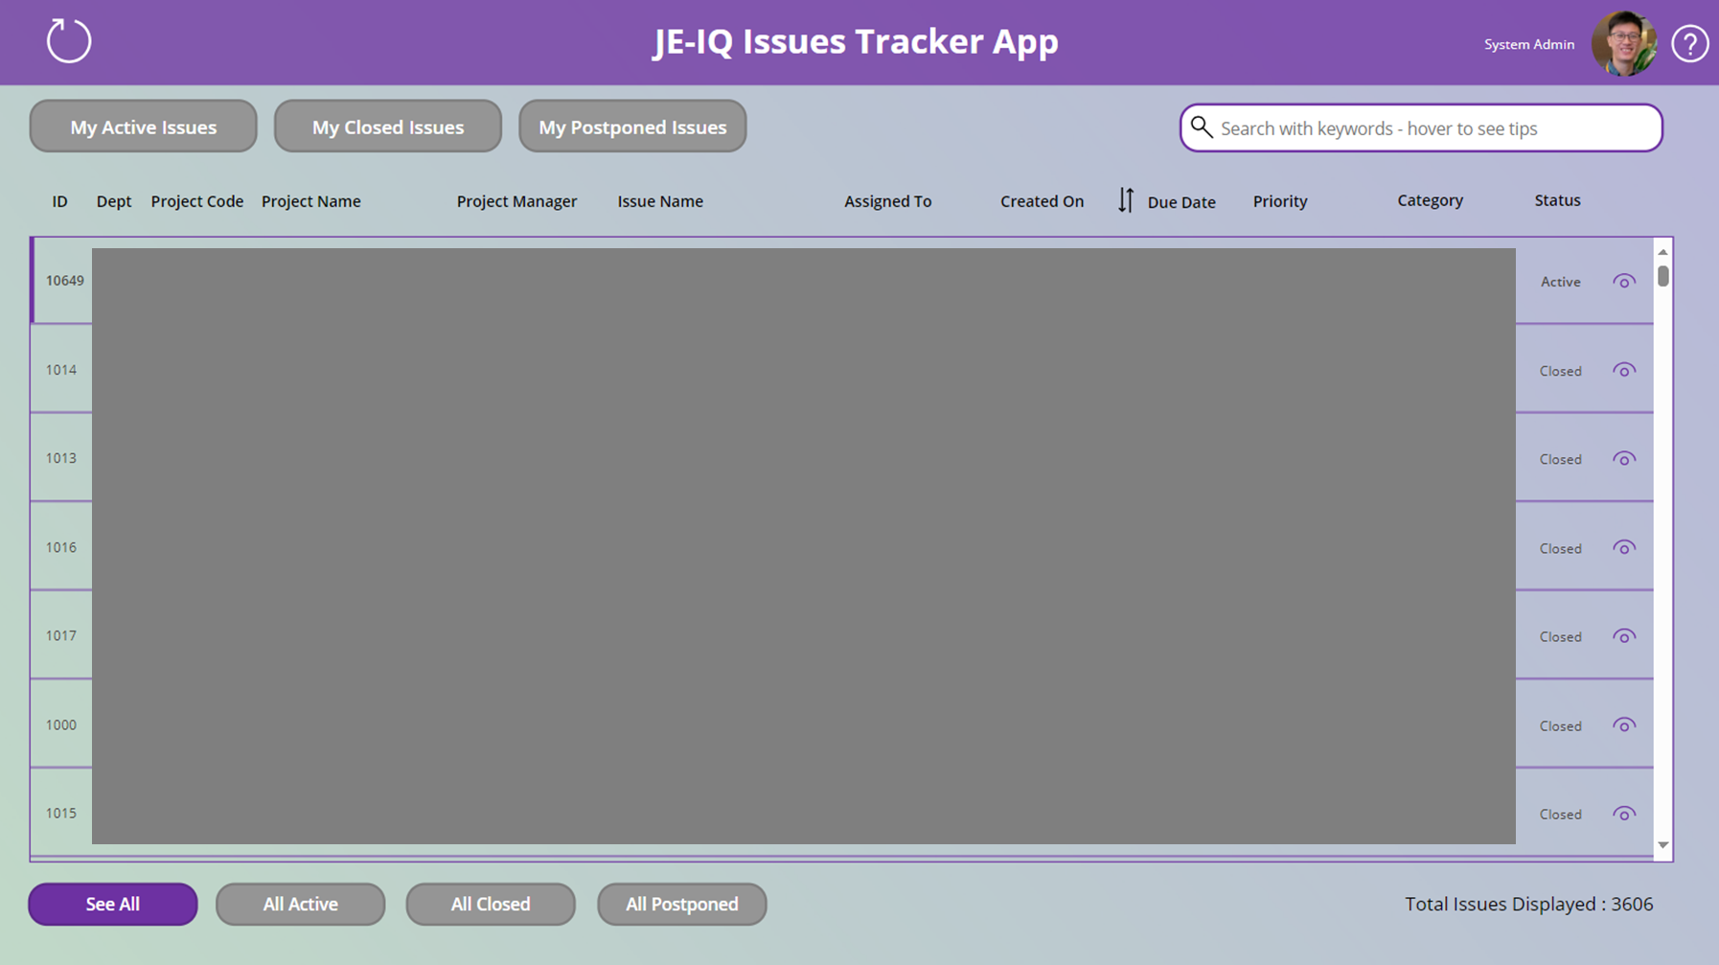 JE-IQ Issues Tracker App
System Admin
?
My Active Issues My Closed Issues My Postponed Issues
Search with keywords - hover to see tips
ID Dept Project Code Project Name Project Manager Issue Name Assigned To Created On Due Date Priority Category Status
10649 Active
1014 Closed
1013 Closed
1016 Closed
1017 Closed
1000 Closed
1015 Closed
See All All Active All Closed All Postponed
Total Issues Displayed : 3606